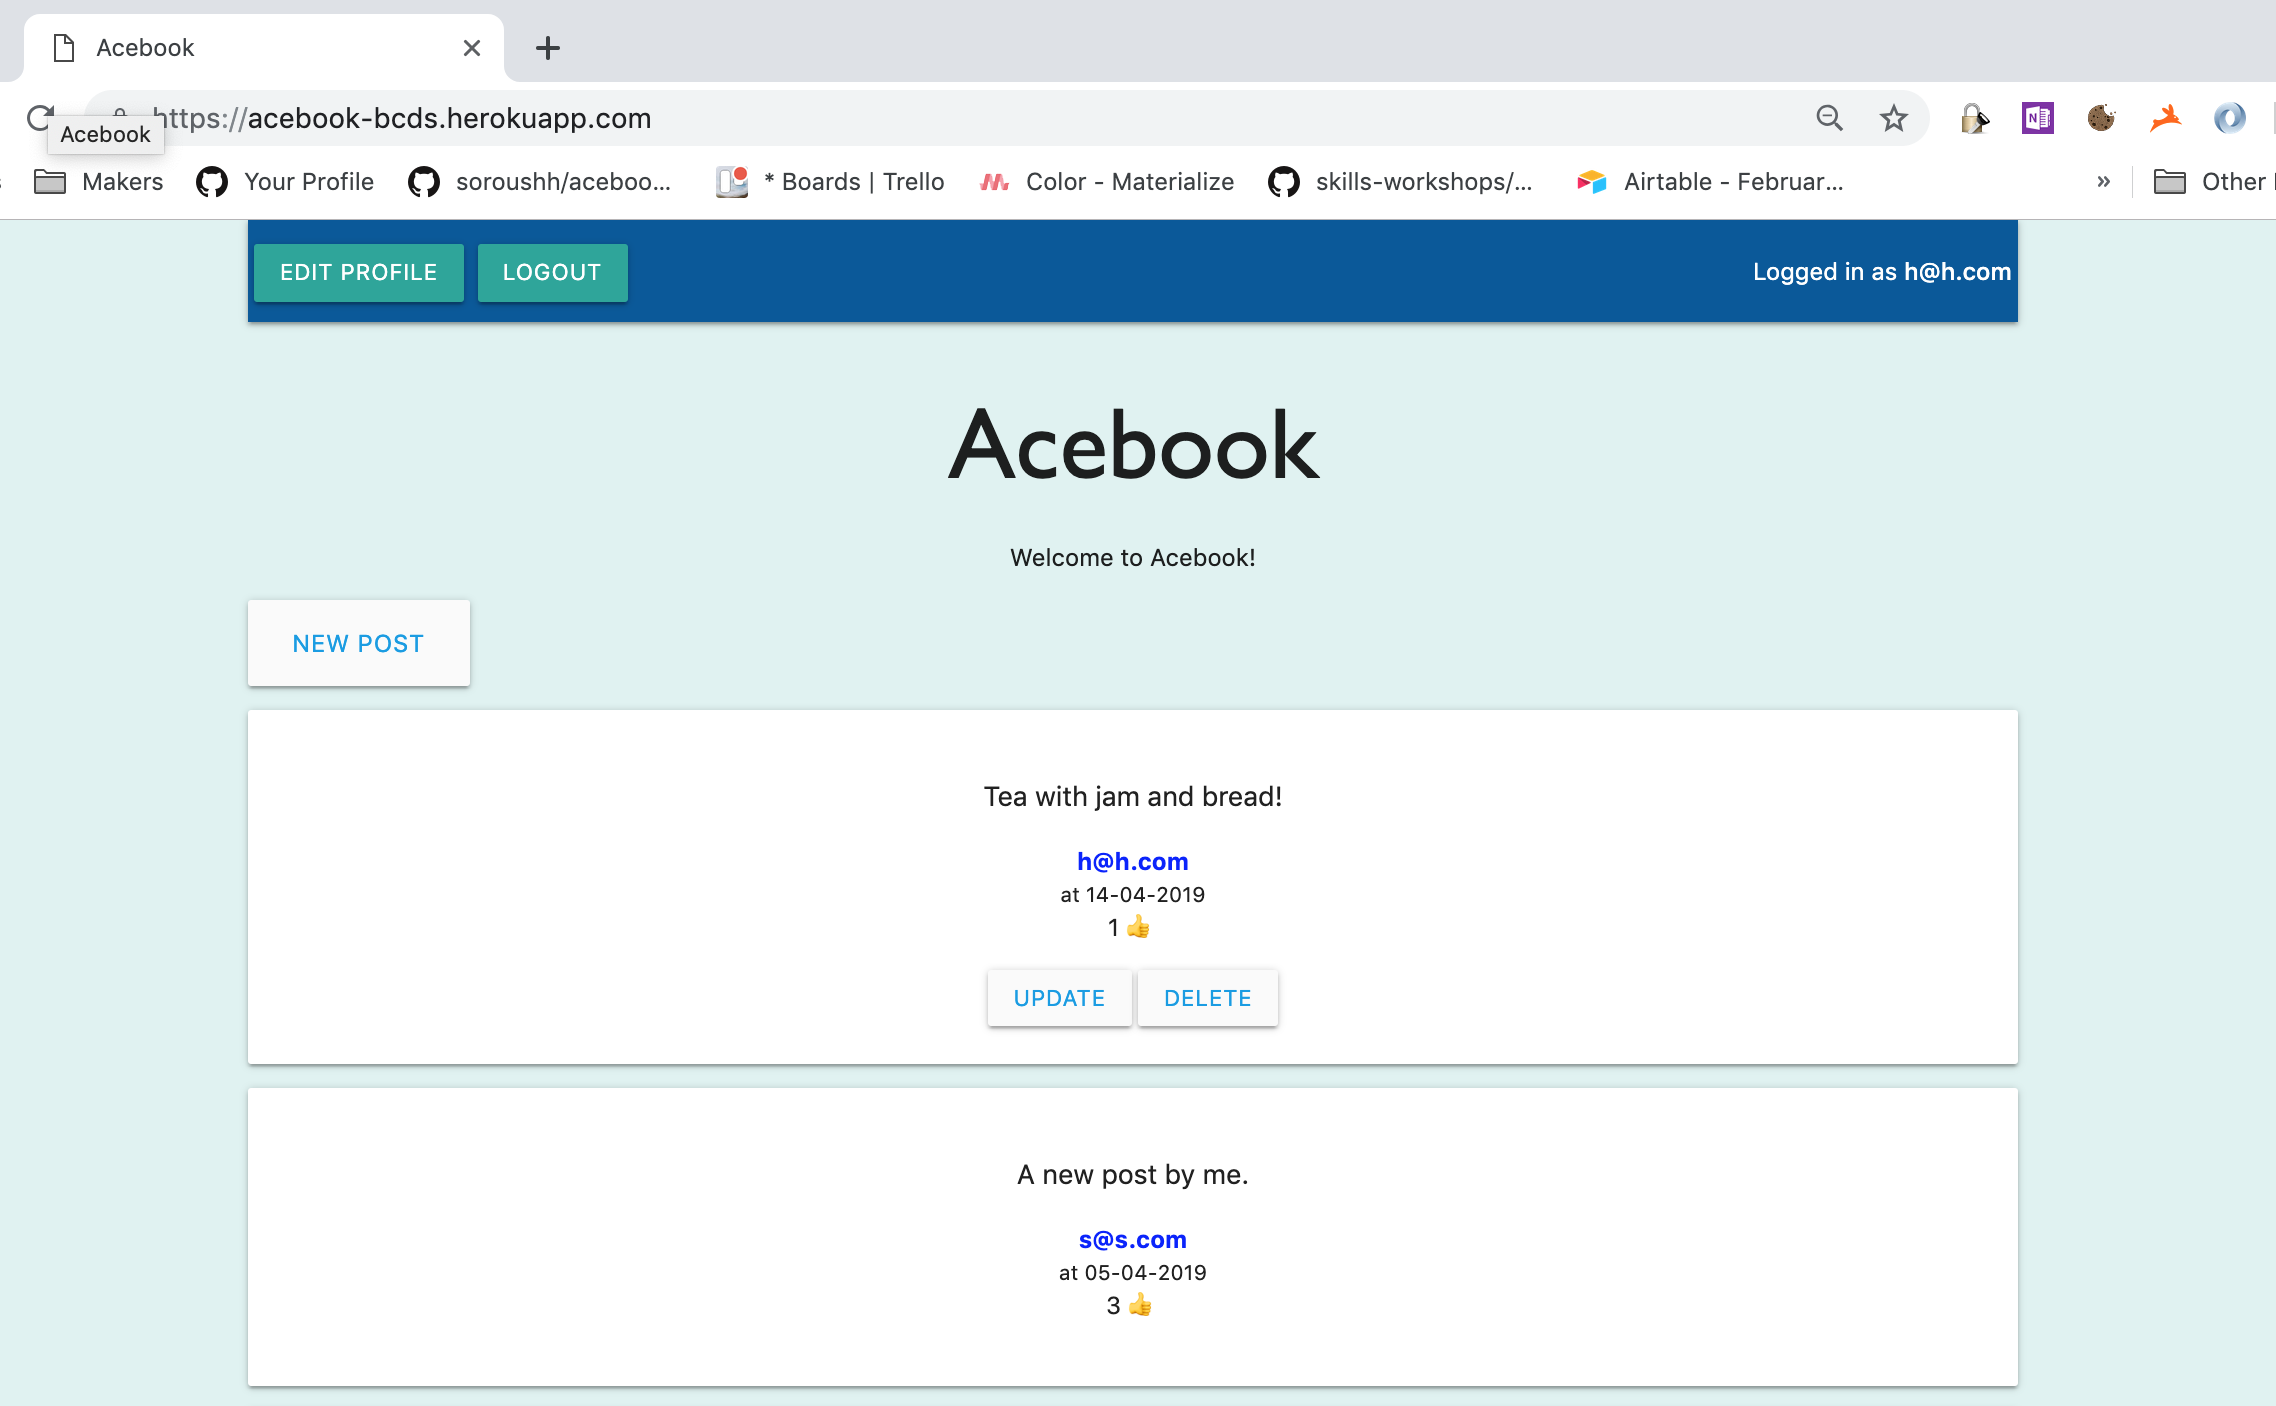 Acebook
https://acebook-bcds.herokuapp.com
Acebook
Makers Your Profile soroushh/aceboo... * Boards | Trello Color - Materialize skills-workshops/... Airtable - Februar... » Other
EDIT PROFILE LOGOUT Logged in as h@h.com
Acebook
Welcome to Acebook!
NEW POST
Tea with jam and bread!
h@h.com
at 14-04-2019
1 👍
UPDATE DELETE
A new post by me.
s@s.com
at 05-04-2019
3 👍